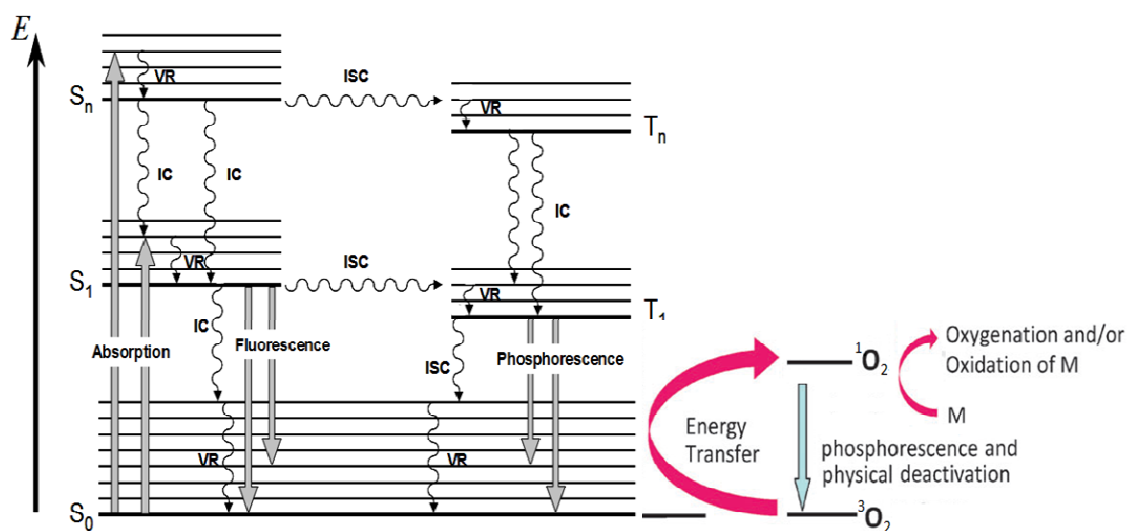 E
VR
ISC
Sₙ
VR
Tₙ
IC
IC
IC
VR
ISC
S₁
VR
T₁
IC
Absorption
Fluorescence
ISC
Phosphorescence
VR
VR
S₀
Energy
Transfer
¹O₂
Oxygenation and/or
Oxidation of M
M
phosphorescence and
physical deactivation
³O₂